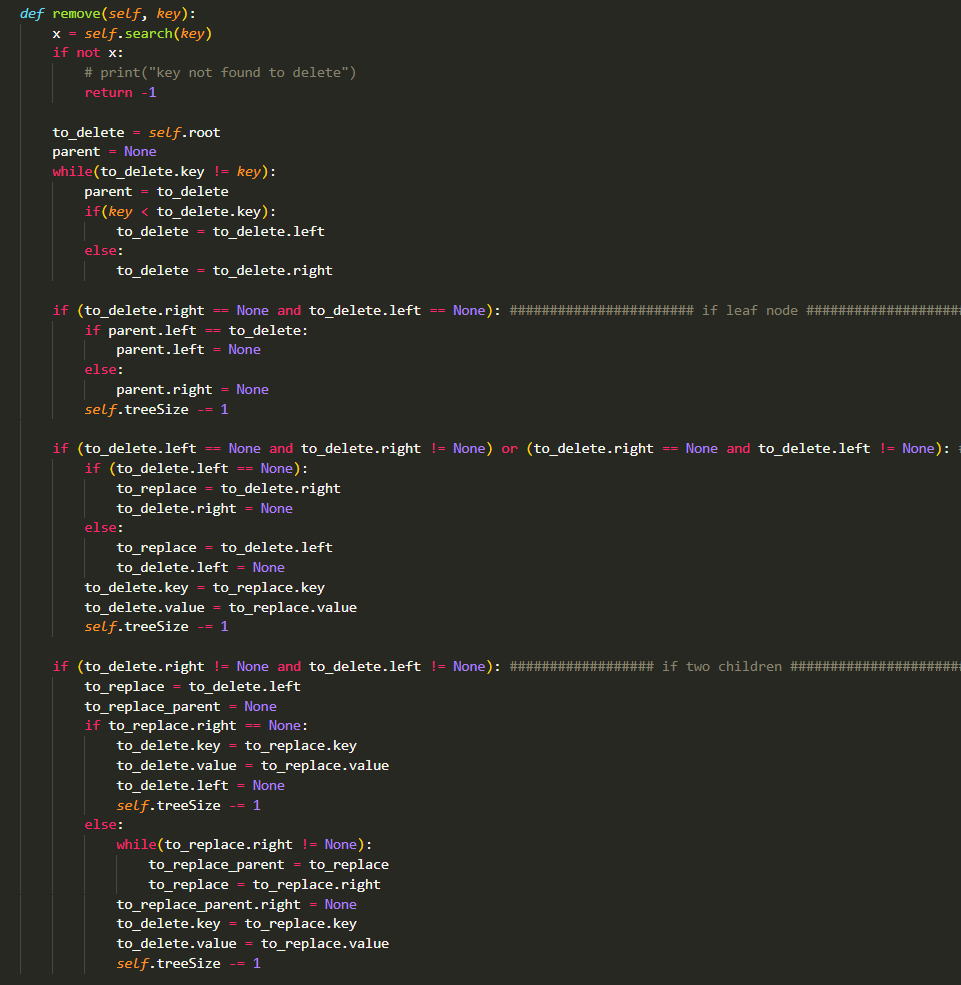 def remove(self, key):
    x = self.search(key)
    if not x:
        # print("key not found to delete")
        return -1

    to_delete = self.root
    parent = None
    while(to_delete.key != key):
        parent = to_delete
        if(key < to_delete.key):
            to_delete = to_delete.left
        else:
            to_delete = to_delete.right

    if (to_delete.right == None and to_delete.left == None): ####################### if leaf node ####################
        if parent.left == to_delete:
            parent.left = None
        else:
            parent.right = None
        self.treeSize -= 1

    if (to_delete.left == None and to_delete.right != None) or (to_delete.right == None and to_delete.left != None): #
        if (to_delete.left == None):
            to_replace = to_delete.right
            to_delete.right = None
        else:
            to_replace = to_delete.left
            to_delete.left = None
        to_delete.key = to_replace.key
        to_delete.value = to_replace.value
        self.treeSize -= 1

    if (to_delete.right != None and to_delete.left != None): ################## if two children ######################
        to_replace = to_delete.left
        to_replace_parent = None
        if to_replace.right == None:
            to_delete.key = to_replace.key
            to_delete.value = to_replace.value
            to_delete.left = None
            self.treeSize -= 1
        else:
            while(to_replace.right != None):
                to_replace_parent = to_replace
                to_replace = to_replace.right
            to_replace_parent.right = None
            to_delete.key = to_replace.key
            to_delete.value = to_replace.value
            self.treeSize -= 1